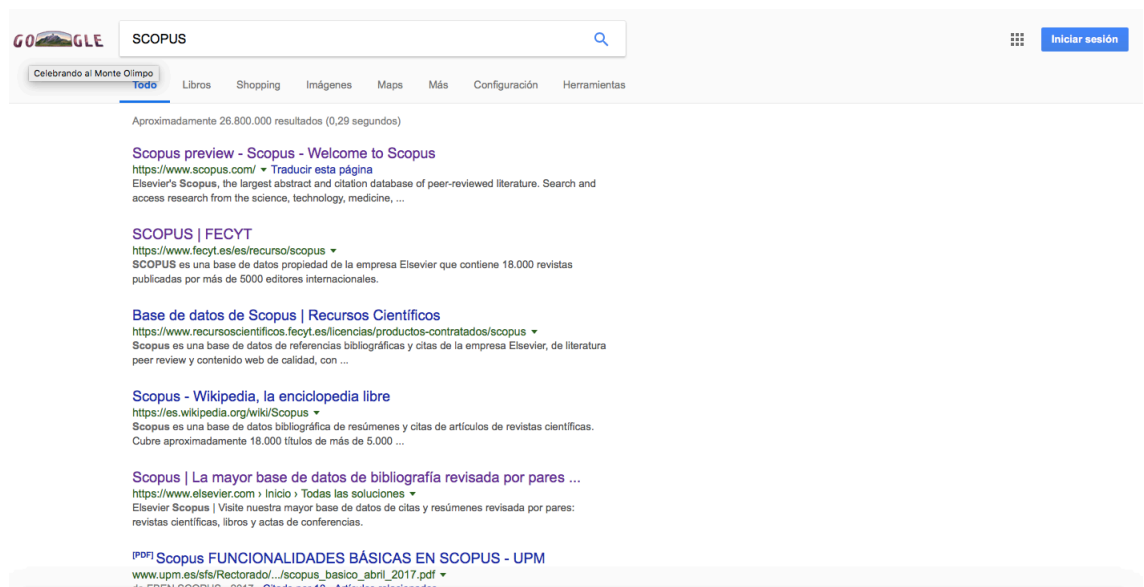 GO GLE
SCOPUS
Iniciar sesión
Celebrando al Monte Olimpo
Todo Libros Shopping Imágenes Maps Más Configuración Herramientas
Aproximadamente 26.800.000 resultados (0,29 segundos)
Scopus preview - Scopus - Welcome to Scopus
https://www.scopus.com/ ▾ Traducir esta página
Elsevier's Scopus, the largest abstract and citation database of peer-reviewed literature. Search and
access research from the science, technology, medicine, ...
SCOPUS | FECYT
https://www.fecyt.es/es/recurso/scopus ▾
SCOPUS es una base de datos propiedad de la empresa Elsevier que contiene 18.000 revistas
publicadas por más de 5000 editores internacionales.
Base de datos de Scopus | Recursos Científicos
https://www.recursoscientificos.fecyt.es/licencias/productos-contratados/scopus ▾
Scopus es una base de datos de referencias bibliográficas y citas de la empresa Elsevier, de literatura
peer review y contenido web de calidad, con ...
Scopus - Wikipedia, la enciclopedia libre
https://es.wikipedia.org/wiki/Scopus ▾
Scopus es una base de datos bibliográfica de resúmenes y citas de artículos de revistas científicas.
Cubre aproximadamente 18.000 títulos de más de 5.000 ...
Scopus | La mayor base de datos de bibliografía revisada por pares ...
https://www.elsevier.com › Inicio › Todas las soluciones ▾
Elsevier Scopus | Visite nuestra mayor base de datos de citas y resúmenes revisada por pares:
revistas científicas, libros y actas de conferencias.
[PDF] Scopus FUNCIONALIDADES BÁSICAS EN SCOPUS - UPM
www.upm.es/sfs/Rectorado/.../scopus_basico_abril_2017.pdf ▾